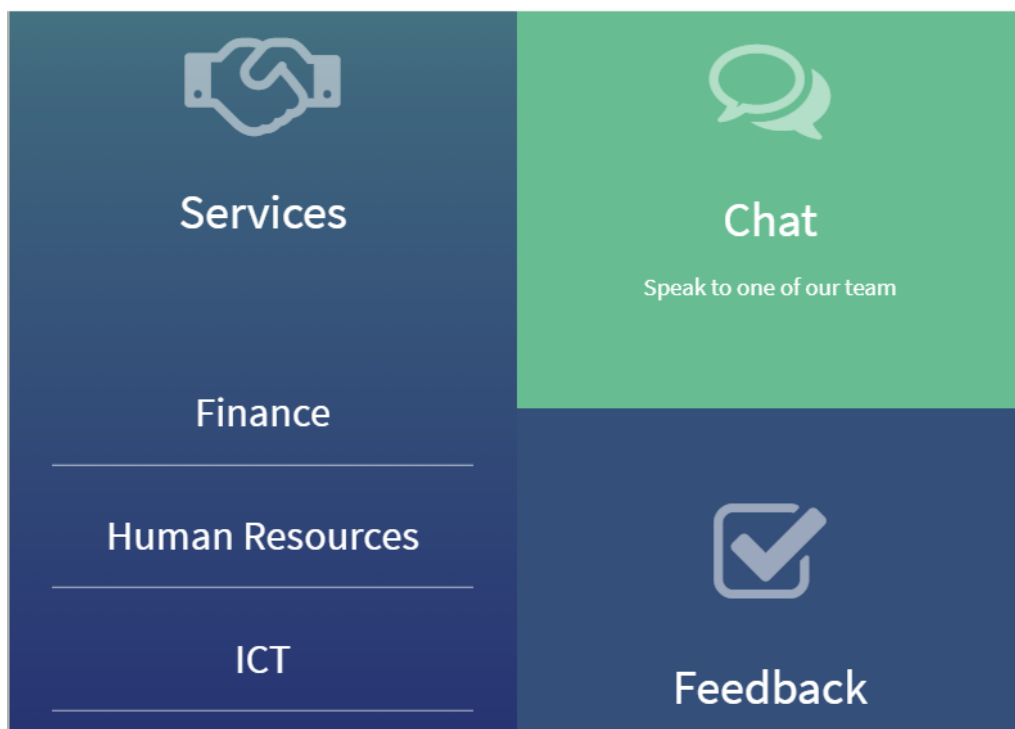 Services
Finance
Human Resources
ICT
Chat
Speak to one of our team
Feedback